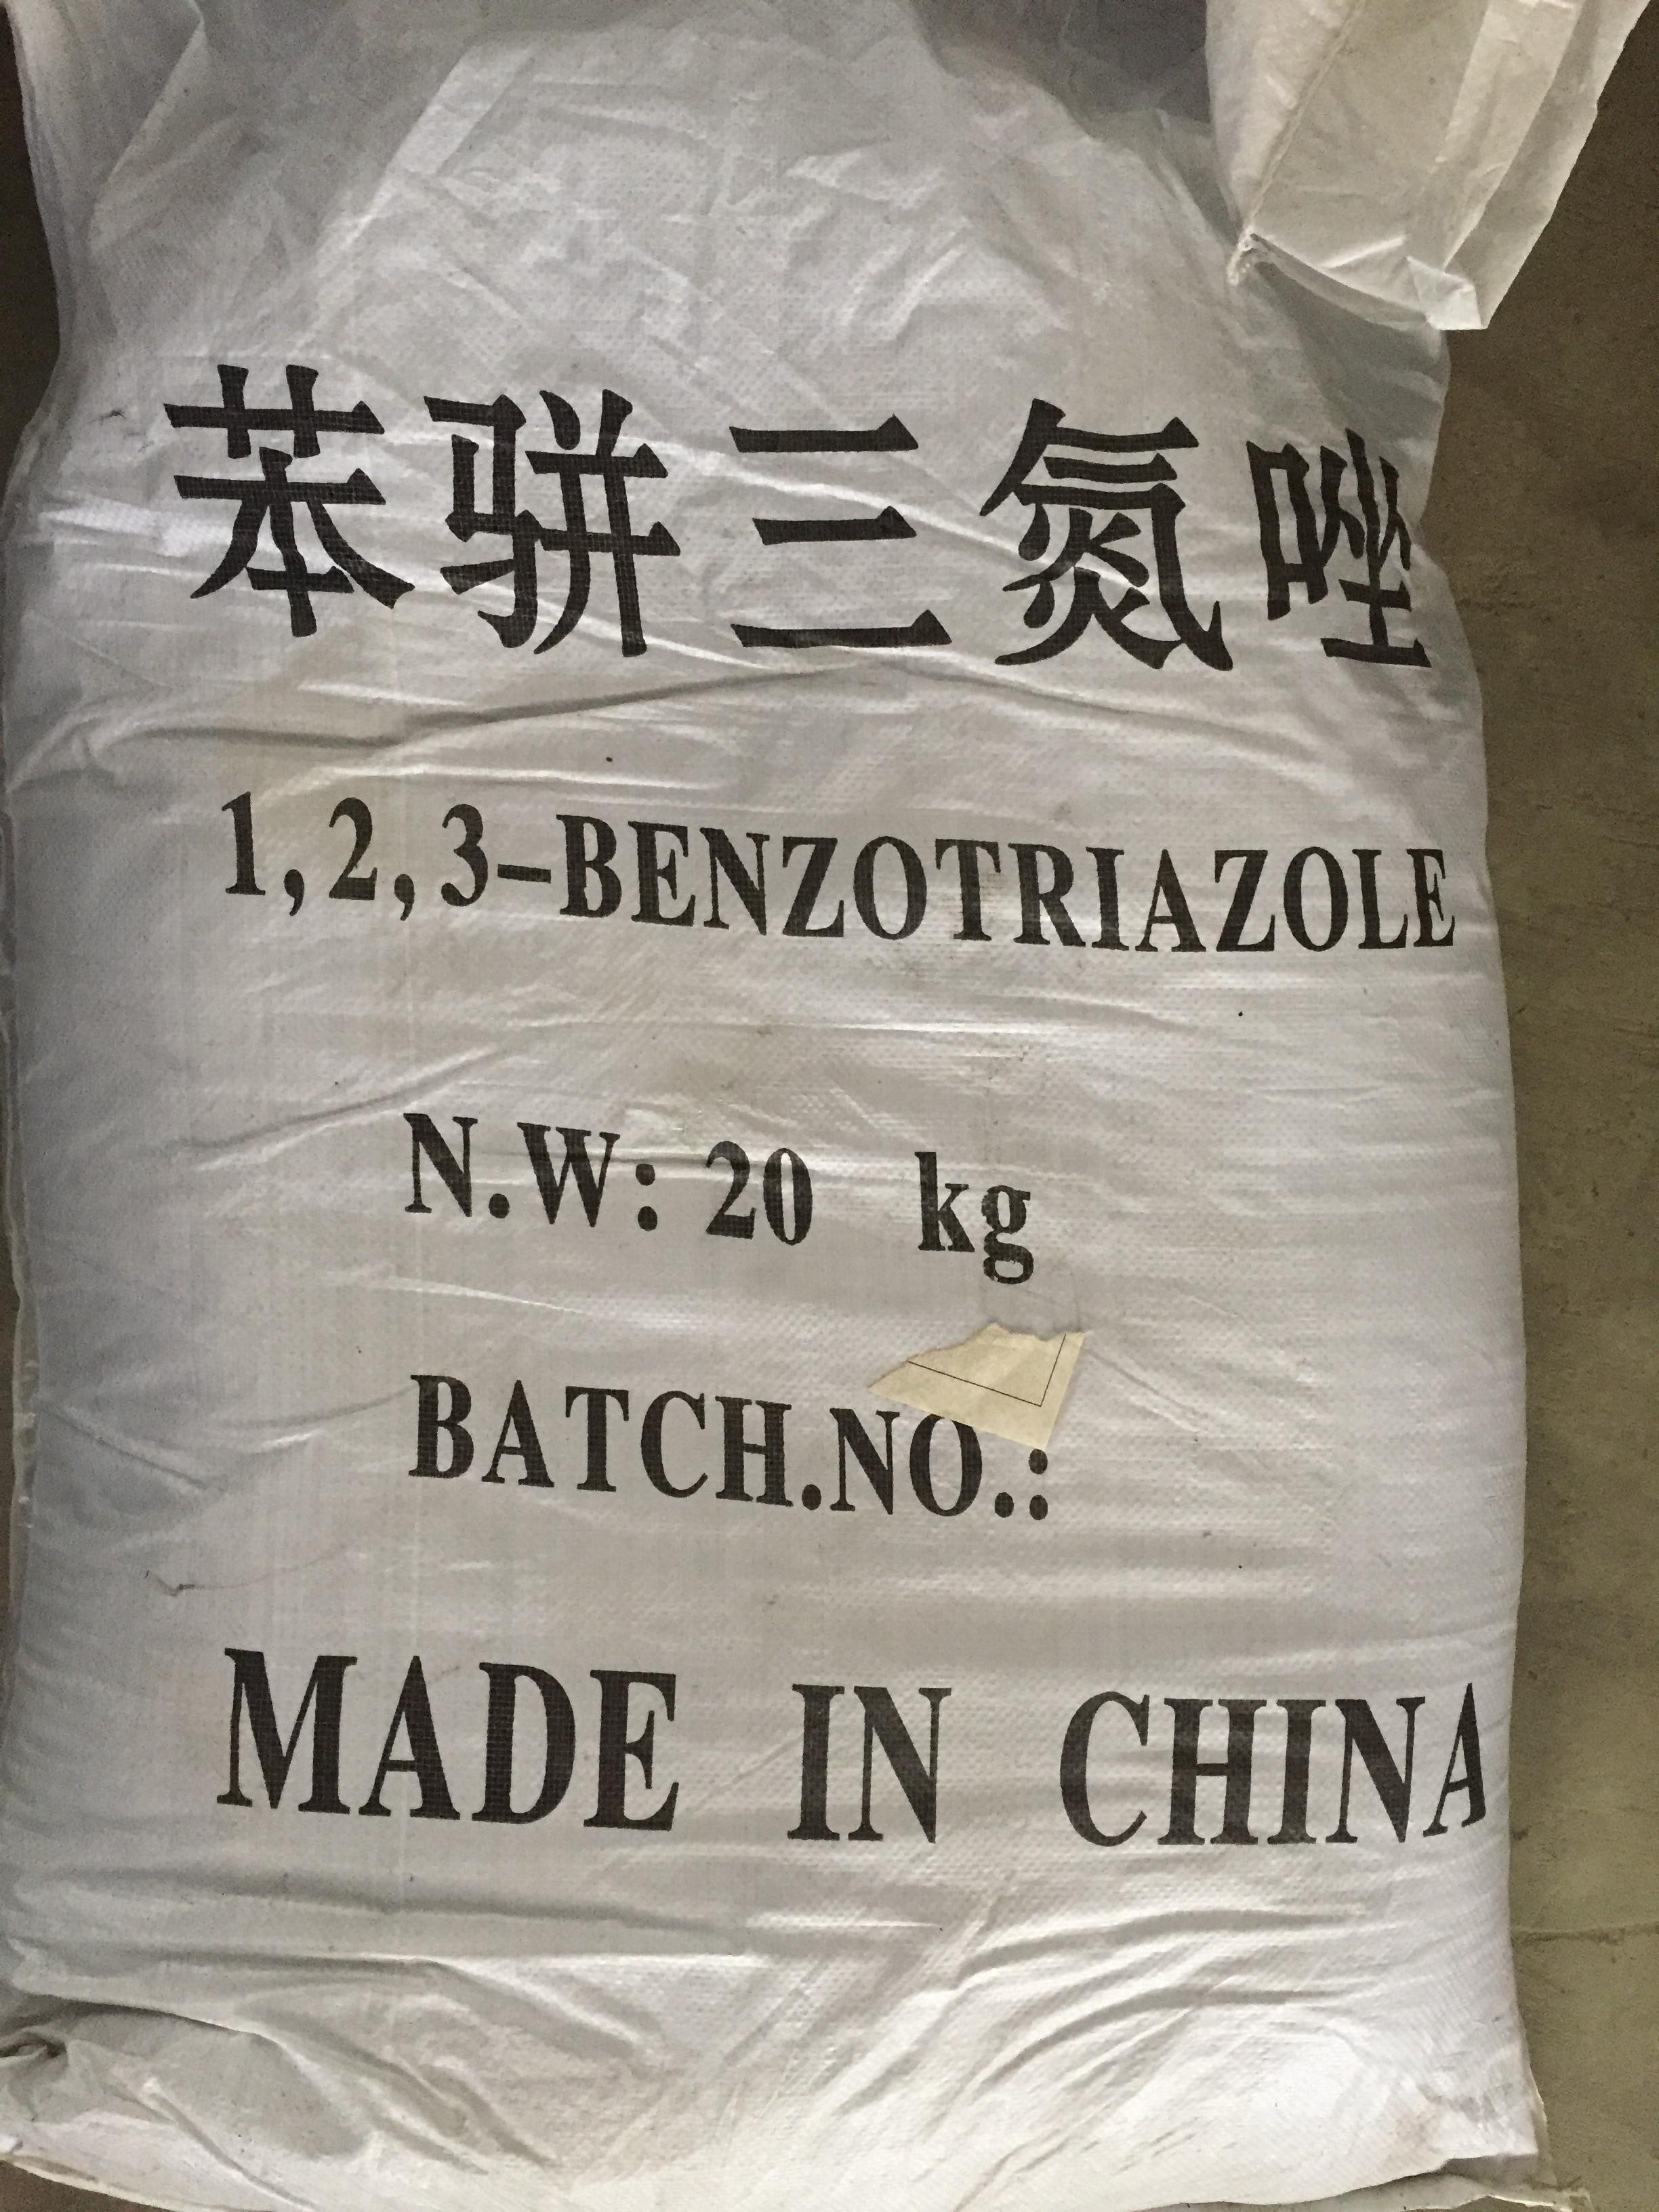 苯骈三氮唑
1,2,3-BENZOTRIAZOLE
N.W: 20 kg
BATCH.NO.:
MADE IN CHINA